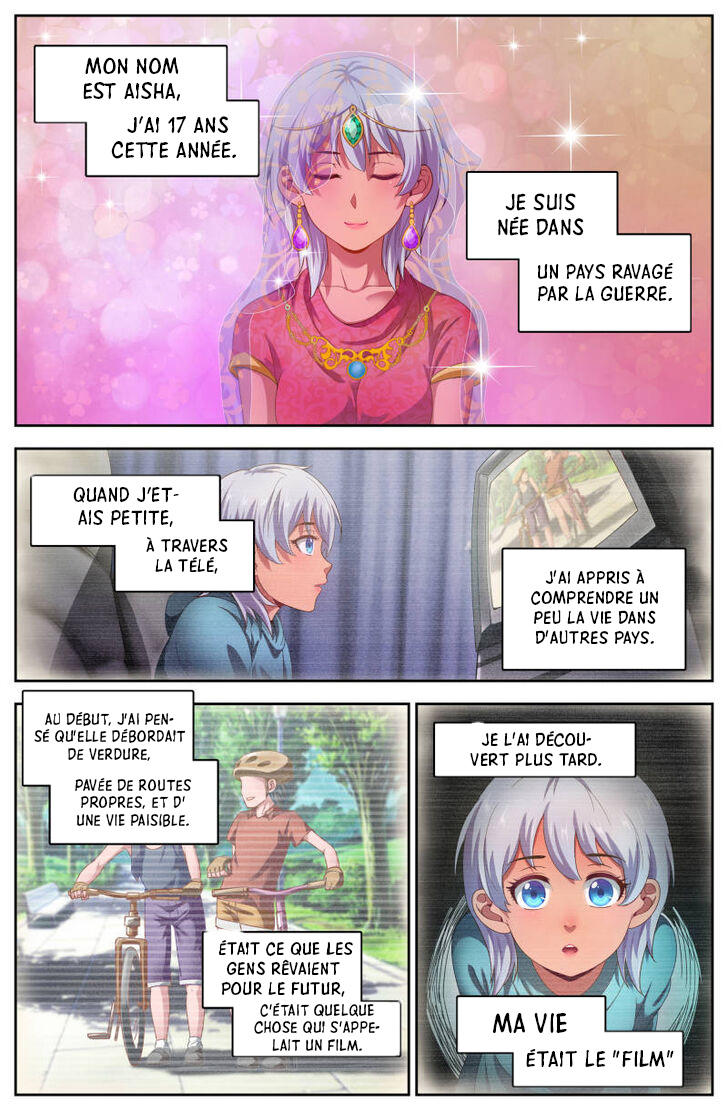 MON NOM
EST AISHA,
J'AI 17 ANS
CETTE ANNÉE.
JE SUIS
NÉE DANS
UN PAYS RAVAGÉ
PAR LA GUERRE.
QUAND J'ET-
AIS PETITE,
À TRAVERS
LA TÉLÉ,
J'AI APPRIS À
COMPRENDRE UN
PEU LA VIE DANS
D'AUTRES PAYS.
AU DÉBUT, J'AI PEN-
SÉ QU'ELLE DÉBORDAIT
DE VERDURE,
PAVÉE DE ROUTES
PROPRES, ET D'
UNE VIE PAISIBLE.
ÉTAIT CE QUE LES
GENS RÊVAIENT
POUR LE FUTUR,
C'ÉTAIT QUELQUE
CHOSE QUI S'APPE-
LAIT UN FILM.
JE L'AI DÉCOU-
VERT PLUS TARD.
MA VIE
ÉTAIT LE "FILM"